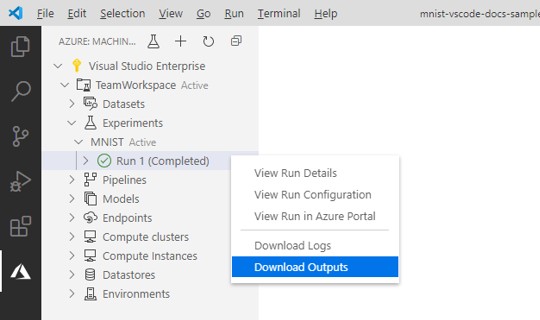 File Edit Selection View Go Run Terminal Help mnist-vscode-docs-sample
AZURE: MACHIN...
Visual Studio Enterprise
TeamWorkspace Active
Datasets
Experiments
MNIST Active
Run 1 (Completed)
Pipelines
Models
Endpoints
Compute clusters
Compute Instances
Datastores
Environments
View Run Details
View Run Configuration
View Run in Azure Portal
Download Logs
Download Outputs